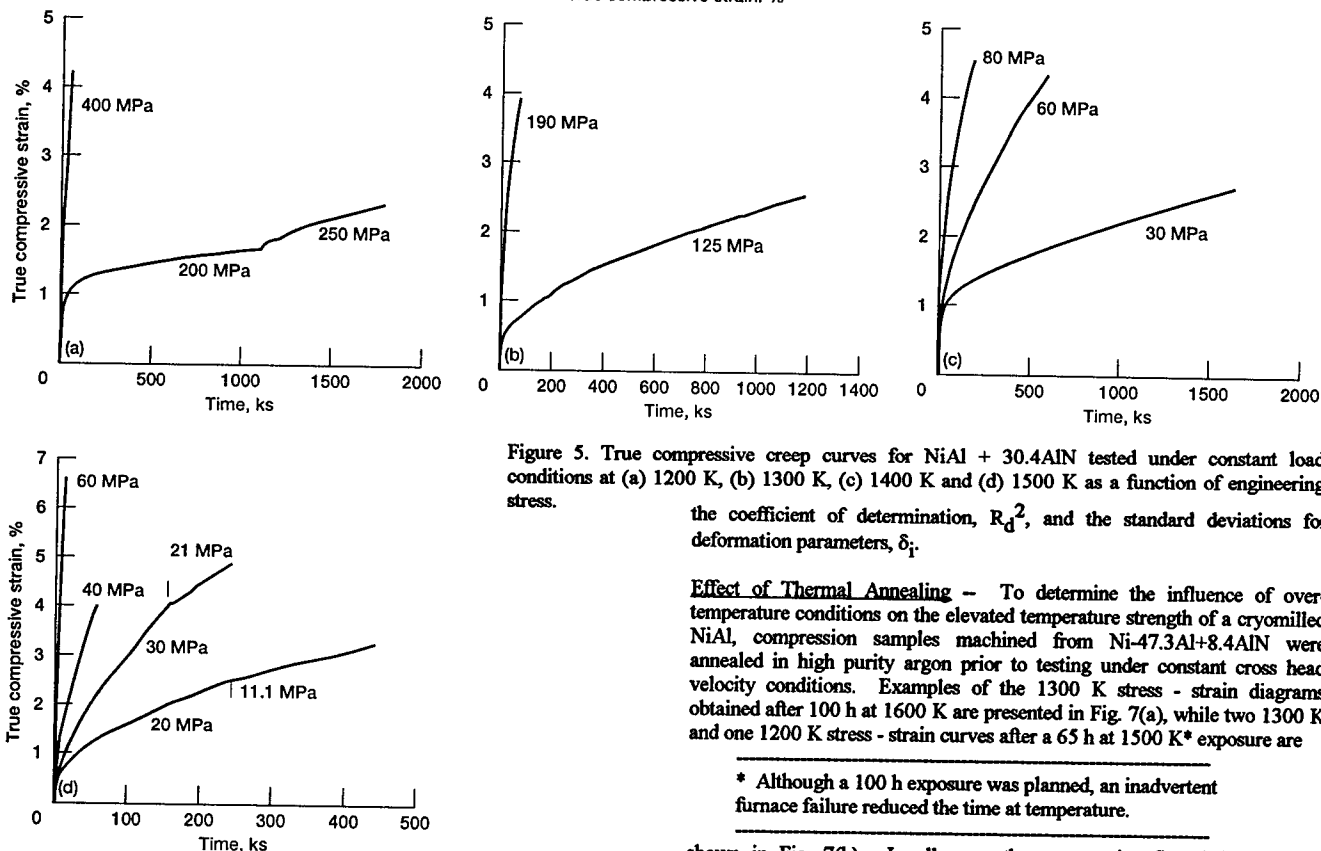 5
4
3
2
1
0
True compressive strain, %
400 MPa
200 MPa
250 MPa
(a)
500
1000
1500
2000
Time, ks
5
4
3
2
1
0
190 MPa
125 MPa
(b)
200
400
600
800
1000
1200
1400
Time, ks
5
4
3
2
1
0
80 MPa
60 MPa
30 MPa
(c)
500
1000
1500
2000
Time, ks
7
6
5
4
3
2
1
0
True compressive strain, %
60 MPa
40 MPa
21 MPa
30 MPa
11.1 MPa
20 MPa
(d)
100
200
300
400
500
Time, ks
Figure 5. True compressive creep curves for NiAl + 30.4AlN tested under constant load
conditions at (a) 1200 K, (b) 1300 K, (c) 1400 K and (d) 1500 K as a function of engineering
stress.
the coefficient of determination, R_d^2, and the standard deviations for
deformation parameters, δi.
Effect of Thermal Annealing – To determine the influence of over-
temperature conditions on the elevated temperature strength of a cryomilled
NiAl, compression samples machined from Ni-47.3Al+8.4AlN were
annealed in high purity argon prior to testing under constant cross head
velocity conditions. Examples of the 1300 K stress - strain diagrams
obtained after 100 h at 1600 K are presented in Fig. 7(a), while two 1300 K
and one 1200 K stress - strain curves after a 65 h at 1500 K* exposure are
* Although a 100 h exposure was planned, an inadvertent
furnace failure reduced the time at temperature.